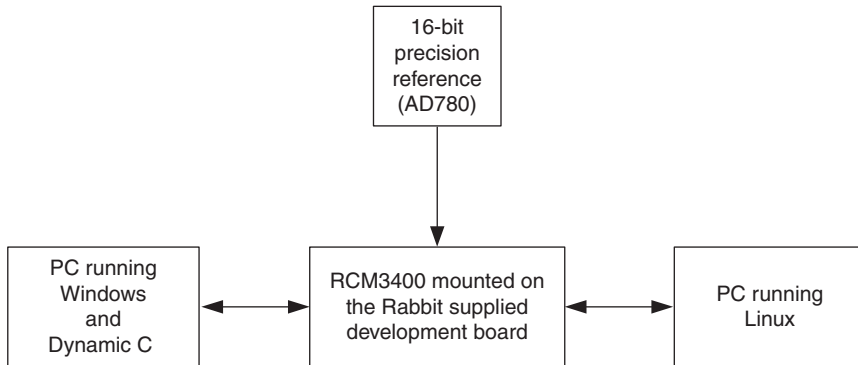 16-bit
precision
reference
(AD780)
PC running
Windows
and
Dynamic C
RCM3400 mounted on
the Rabbit supplied
development board
PC running
Linux